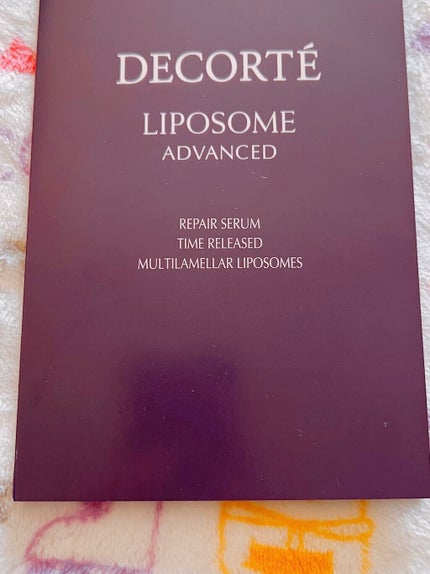 DECORTÉ
LIPOSOME
ADVANCED
REPAIR SERUM
TIME RELEASED
MULTILAMELLAR LIPOSOMES